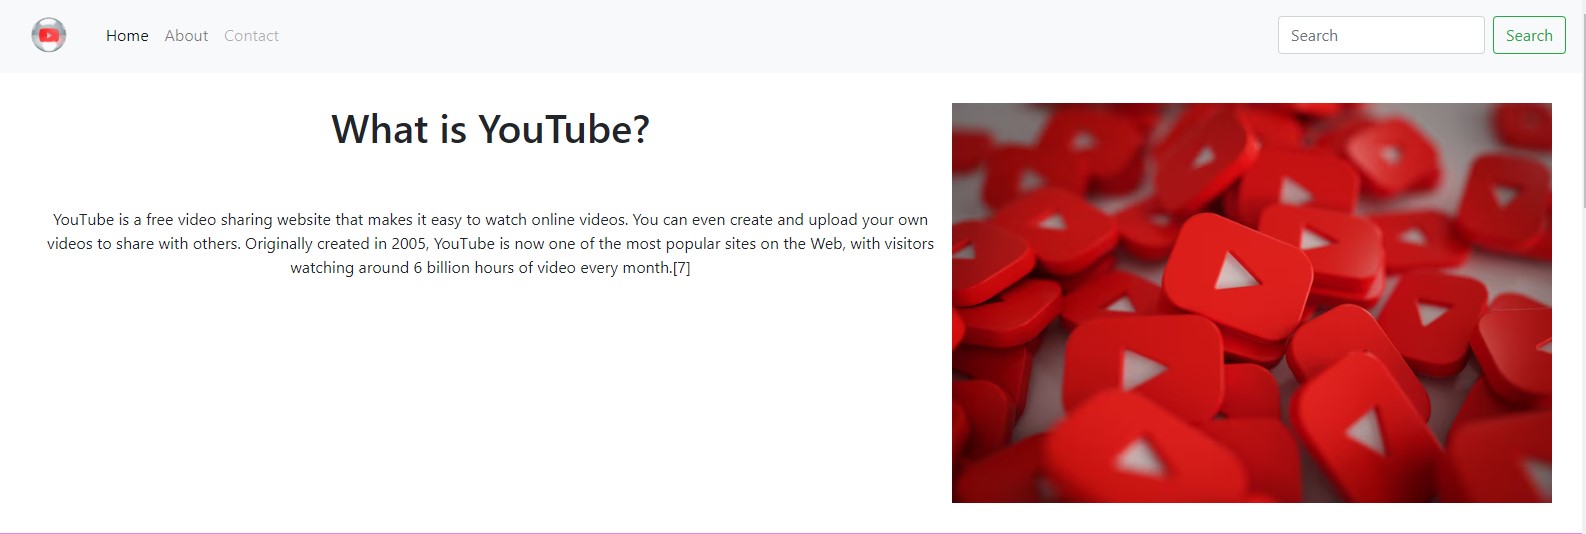 Home About Contact Search Search
What is YouTube?
YouTube is a free video sharing website that makes it easy to watch online videos. You can even create and upload your own
videos to share with others. Originally created in 2005, YouTube is now one of the most popular sites on the Web, with visitors
watching around 6 billion hours of video every month.[7]